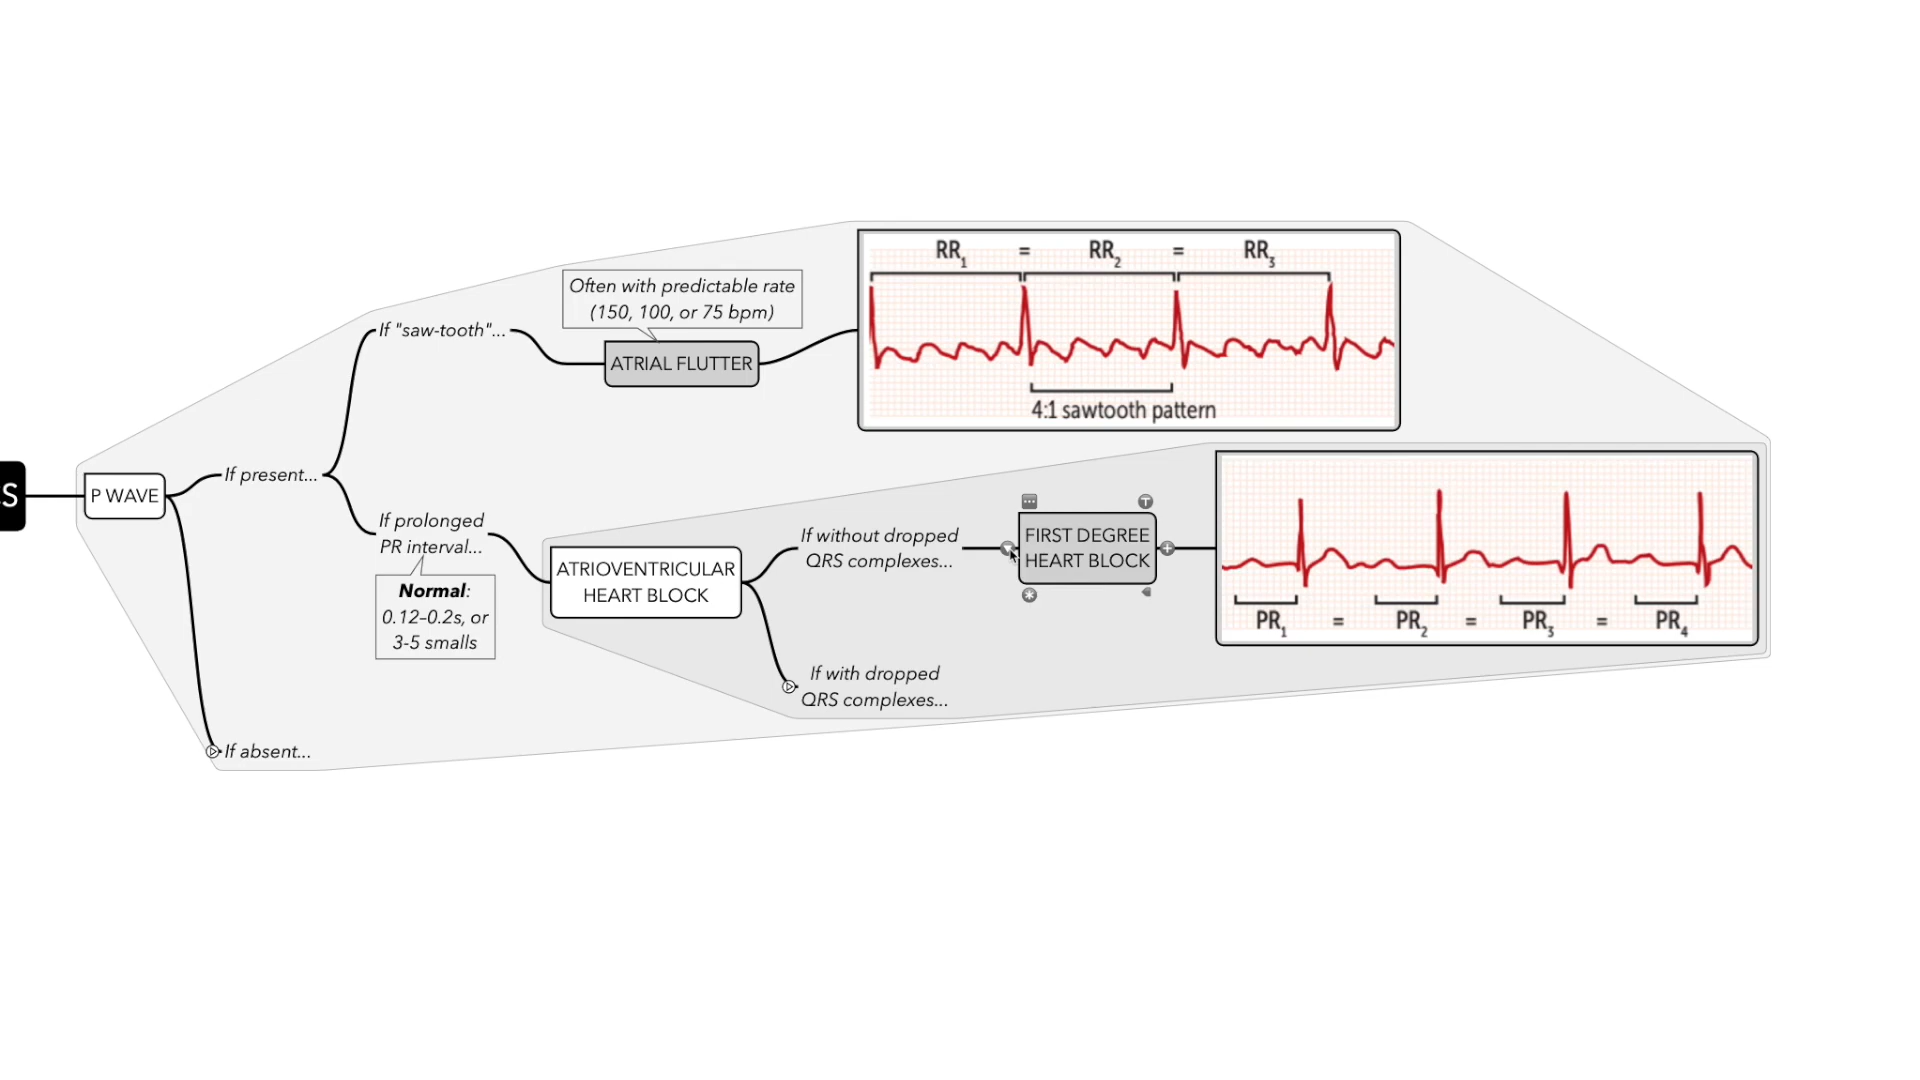 S
P WAVE
If present...
If "saw-tooth"...
Often with predictable rate
(150, 100, or 75 bpm)
ATRIAL FLUTTER
RR1 = RR2 = RR3
4:1 sawtooth pattern
If prolonged
PR interval...
Normal:
0.12–0.2s, or
3-5 smalls
ATRIOVENTRICULAR
HEART BLOCK
If without dropped
QRS complexes...
FIRST DEGREE
HEART BLOCK
PR1 = PR2 = PR3 = PR4
If with dropped
QRS complexes...
If absent...